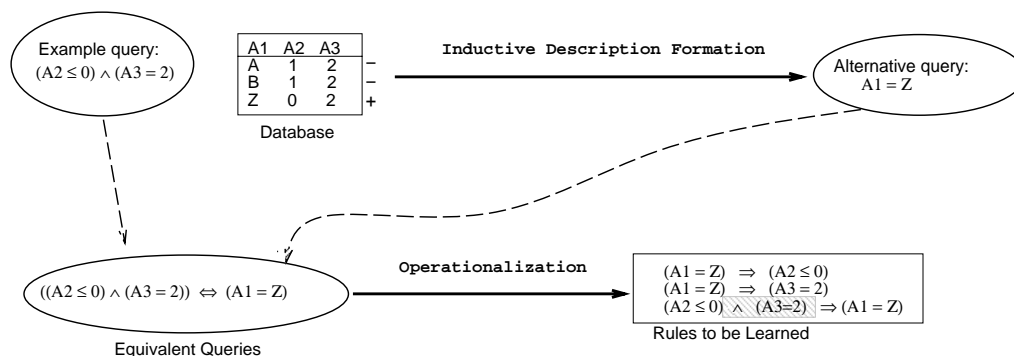 Example query:
(A2 ≤ 0) ∧ (A3 = 2)
A1 A2 A3
A 1 2 −
B 1 2 −
Z 0 2 +
Database
Inductive Description Formation
Alternative query:
A1 = Z
((A2 ≤ 0) ∧ (A3 = 2)) ⇔ (A1 = Z)
Equivalent Queries
Operationalization
(A1 = Z) ⇒ (A2 ≤ 0)
(A1 = Z) ⇒ (A3 = 2)
(A2 ≤ 0) ∧ (A3=2) ⇒ (A1 = Z)
Rules to be Learned